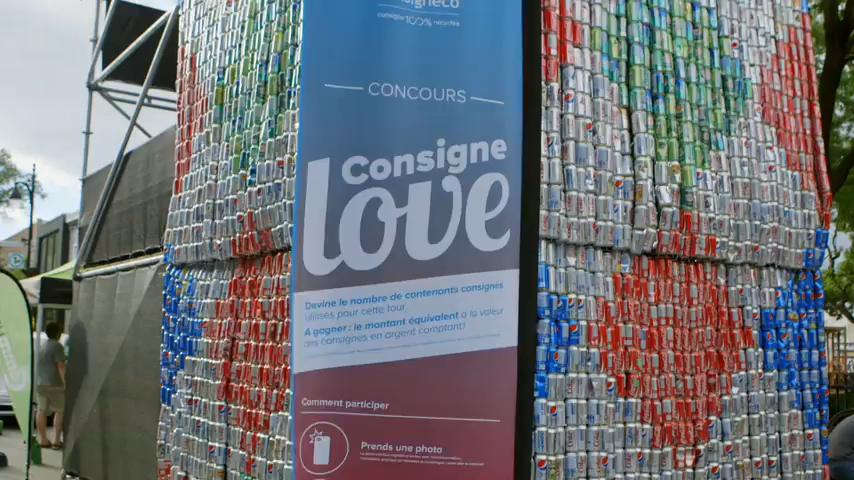 consigne 100% recyclée
CONCOURS
Consigne
love
Devine le nombre de contenants consignés
utilisés pour cette tour
À gagner : le montant équivalent à la valeur
des consignes en argent comptant!
Comment participer
Prends une photo